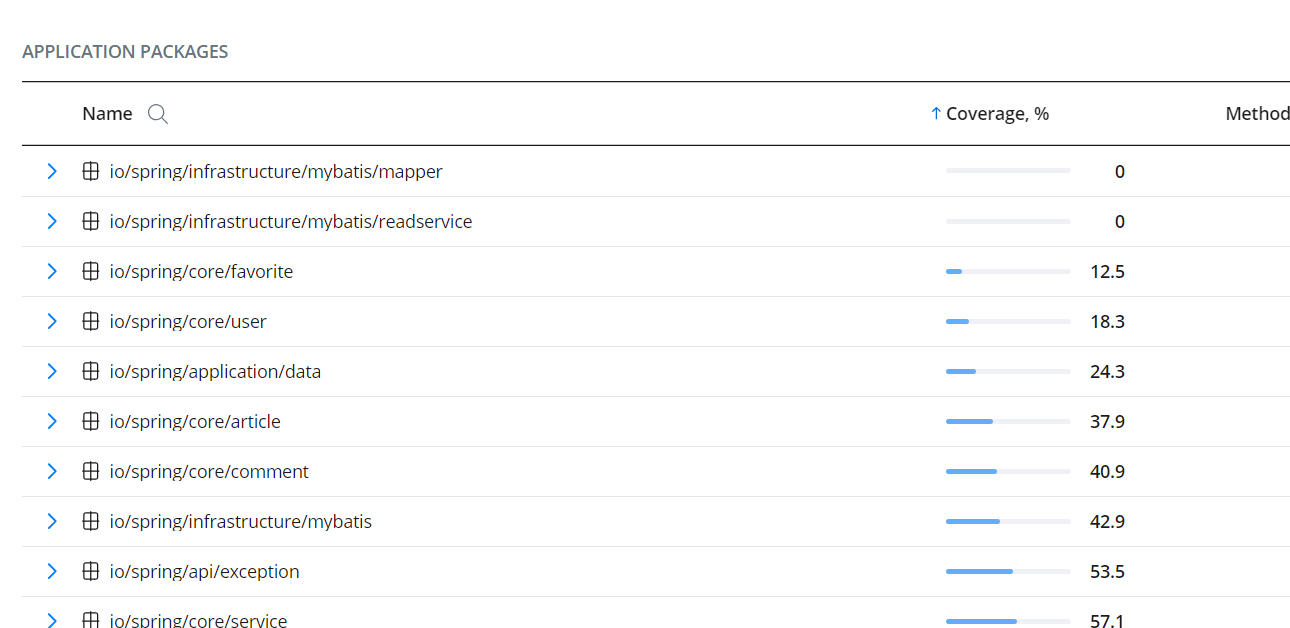 APPLICATION PACKAGES
Name ↑ Coverage, % Method
io/spring/infrastructure/mybatis/mapper 0
io/spring/infrastructure/mybatis/readservice 0
io/spring/core/favorite 12.5
io/spring/core/user 18.3
io/spring/application/data 24.3
io/spring/core/article 37.9
io/spring/core/comment 40.9
io/spring/infrastructure/mybatis 42.9
io/spring/api/exception 53.5
io/spring/core/service 57.1